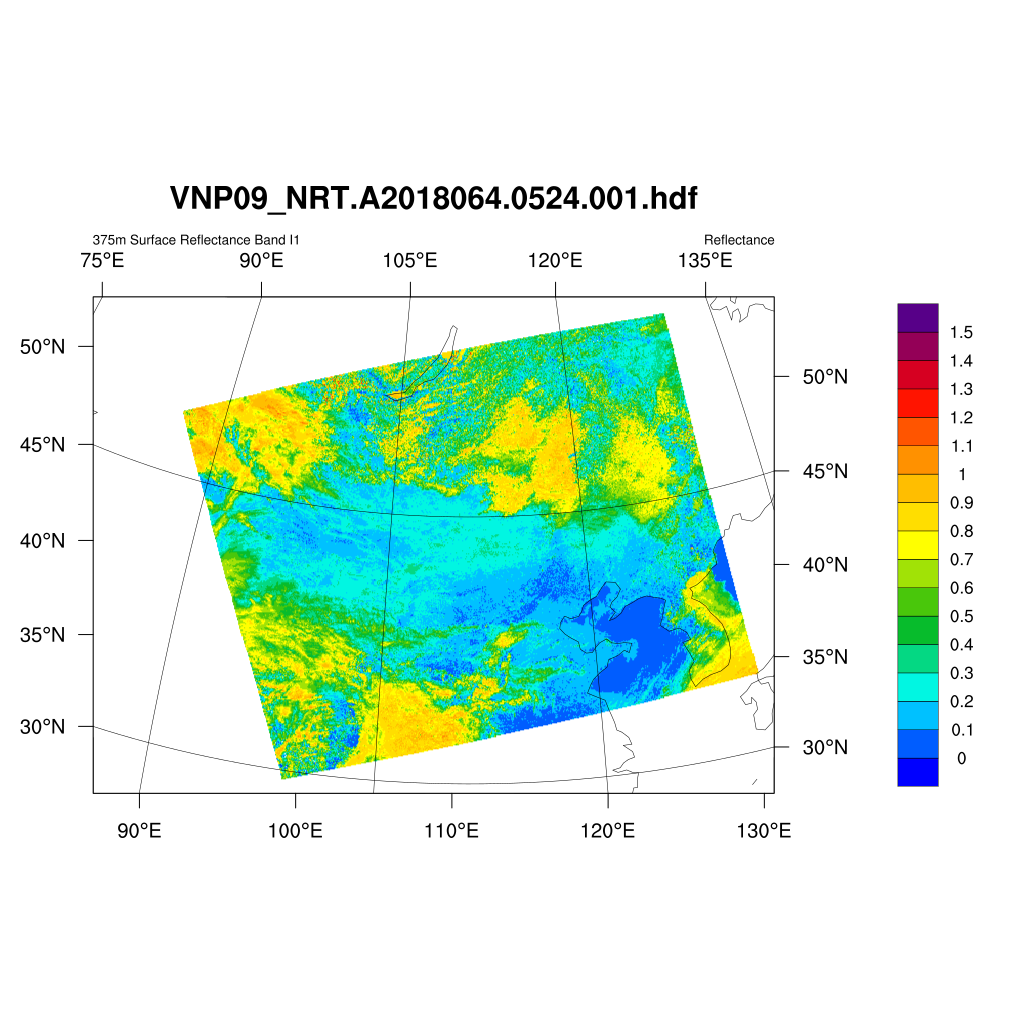 VNP09_NRT.A2018064.0524.001.hdf
375m Surface Reflectance Band I1 Reflectance
75°E 90°E 105°E 120°E 135°E
50°N
45°N
40°N
35°N
30°N
50°N
45°N
40°N
35°N
30°N
90°E 100°E 110°E 120°E 130°E
1.5
1.4
1.3
1.2
1.1
1
0.9
0.8
0.7
0.6
0.5
0.4
0.3
0.2
0.1
0